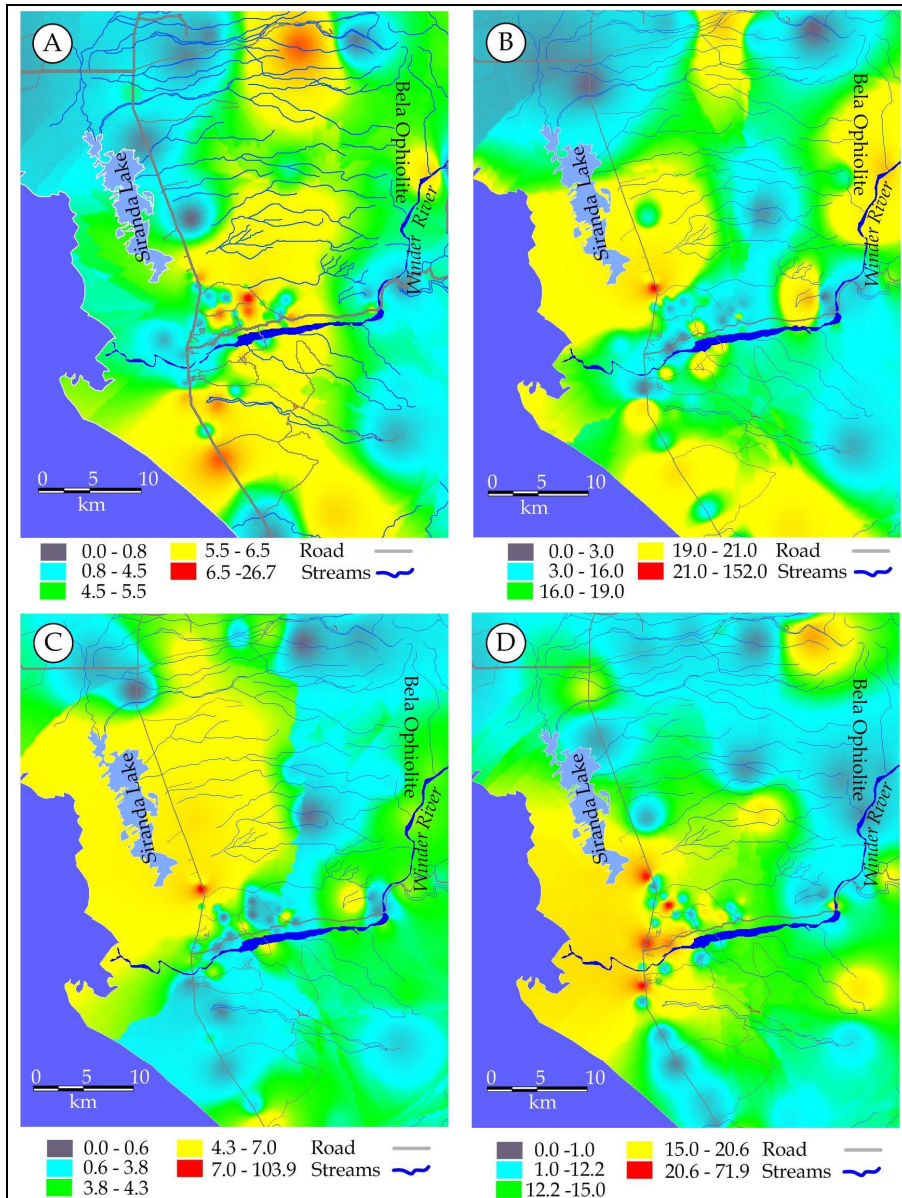 A
Bela Ophiolite
Siranda Lake
Winder River
0 5 10
km
0.0 - 0.8
0.8 - 4.5
4.5 - 5.5
5.5 - 6.5
6.5 -26.7
Road
Streams
B
Bela Ophiolite
Siranda Lake
Winder River
0 5 10
km
0.0 - 3.0
3.0 - 16.0
16.0 - 19.0
19.0 - 21.0
21.0 - 152.0
Road
Streams
C
Bela Ophiolite
Siranda Lake
Winder River
0 5 10
km
0.0 - 0.6
0.6 - 3.8
3.8 - 4.3
4.3 - 7.0
7.0 - 103.9
Road
Streams
D
Bela Ophiolite
Siranda Lake
Winder River
0 5 10
km
0.0 -1.0
1.0 -12.2
12.2 -15.0
15.0 - 20.6
20.6 - 71.9
Road
Streams